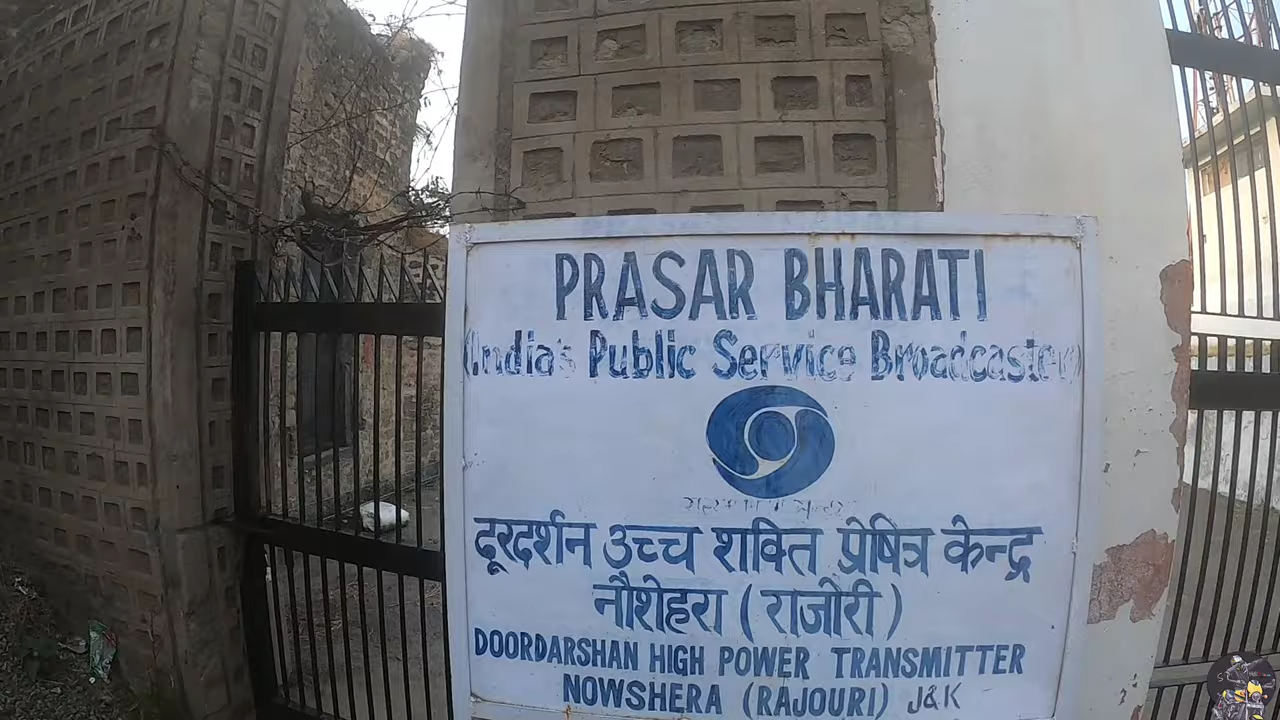 PRASAR BHARATI
(India's Public Service Broadcaster)
दूरदर्शन उच्च शक्ति प्रेषित्र केन्द्र
नौशेहरा (राजोरी)
DOORDARSHAN HIGH POWER TRANSMITTER
NOWSHERA (RAJOURI) J&K